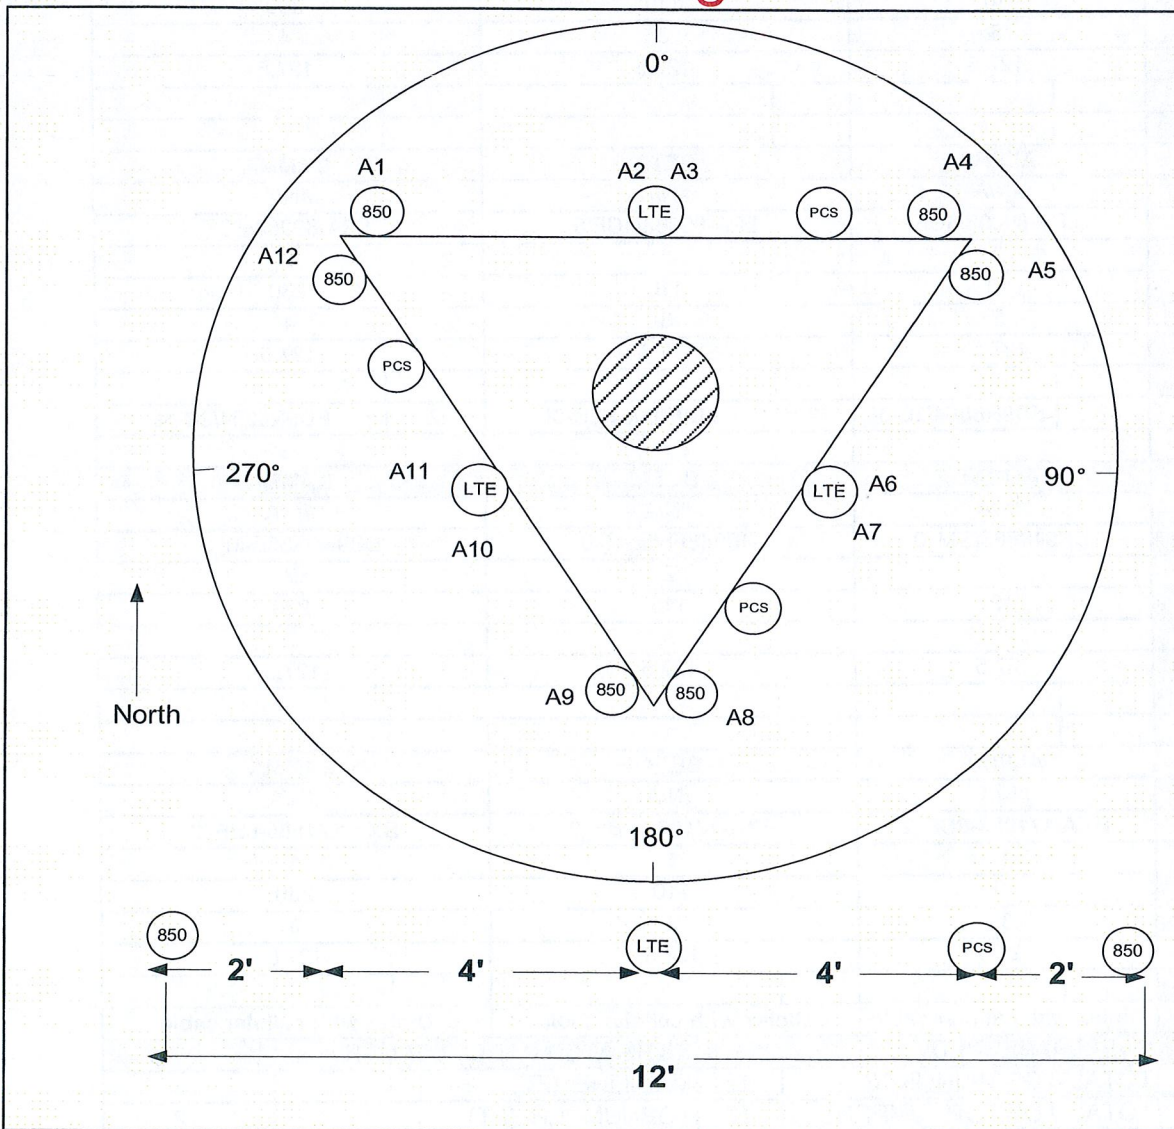 0°
A1
A2 A3
A4
850
LTE
PCS
850
A12
850
850
A5
PCS
270°
A11
LTE
LTE
A6
90°
A10
A7
PCS
North
A9
850
850
A8
180°
850
LTE
PCS
850
2'
4'
4'
2'
12'